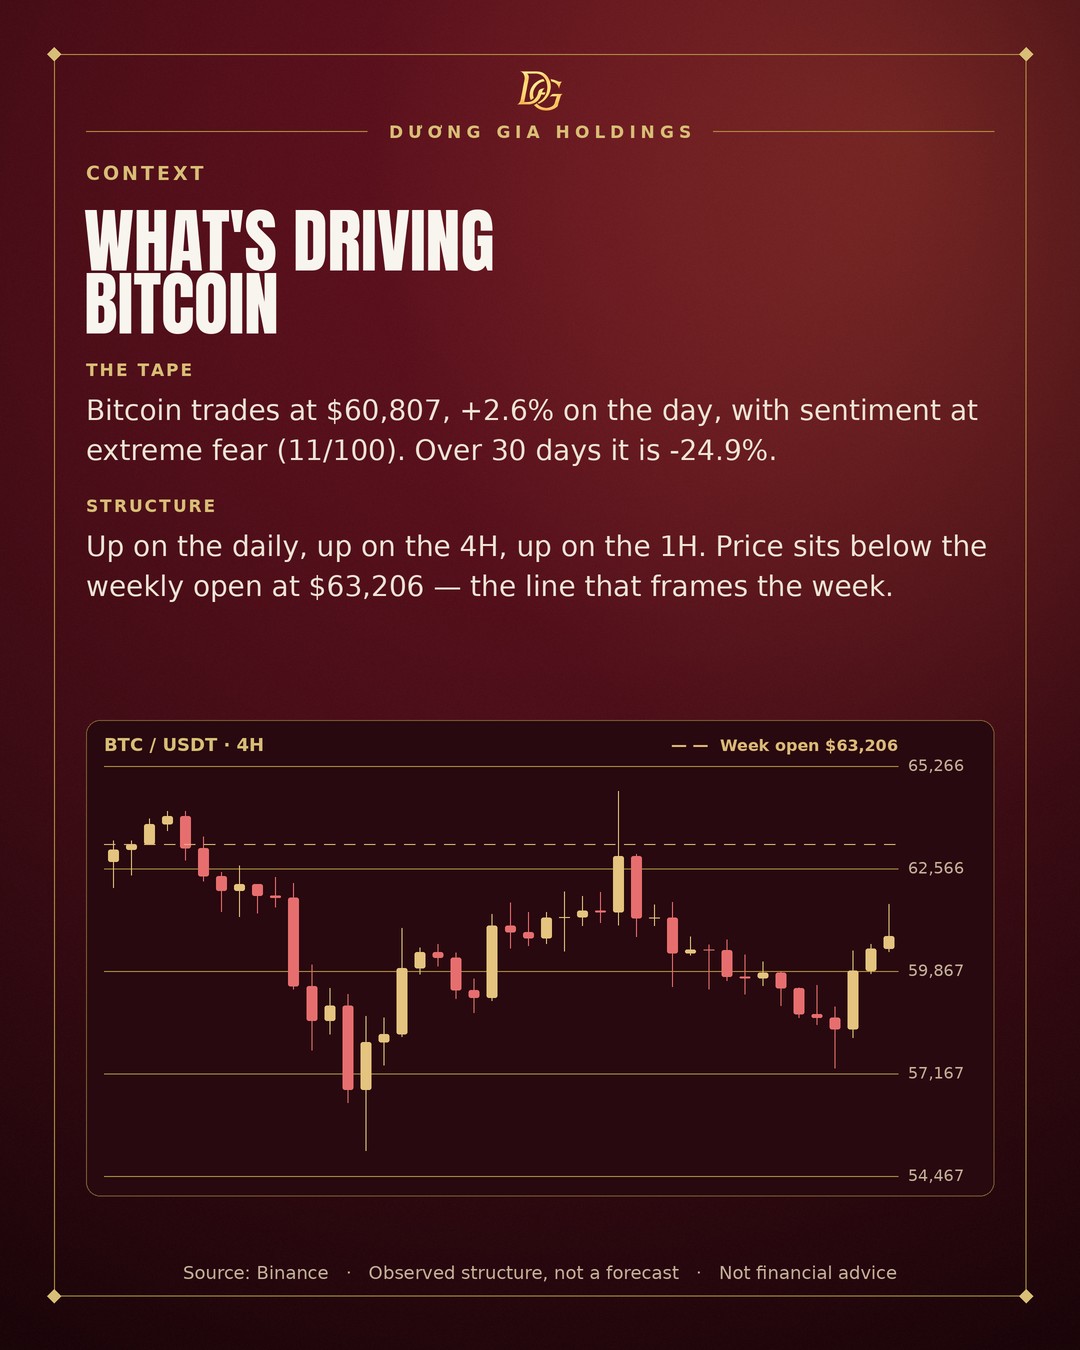 DG
DƯƠNG GIA HOLDINGS
CONTEXT
WHAT'S DRIVING
BITCOIN
THE TAPE
Bitcoin trades at $60,807, +2.6% on the day, with sentiment at
extreme fear (11/100). Over 30 days it is -24.9%.
STRUCTURE
Up on the daily, up on the 4H, up on the 1H. Price sits below the
weekly open at $63,206 — the line that frames the week.
BTC / USDT · 4H
— — Week open $63,206
65,266
62,566
59,867
57,167
54,467
Source: Binance · Observed structure, not a forecast · Not financial advice